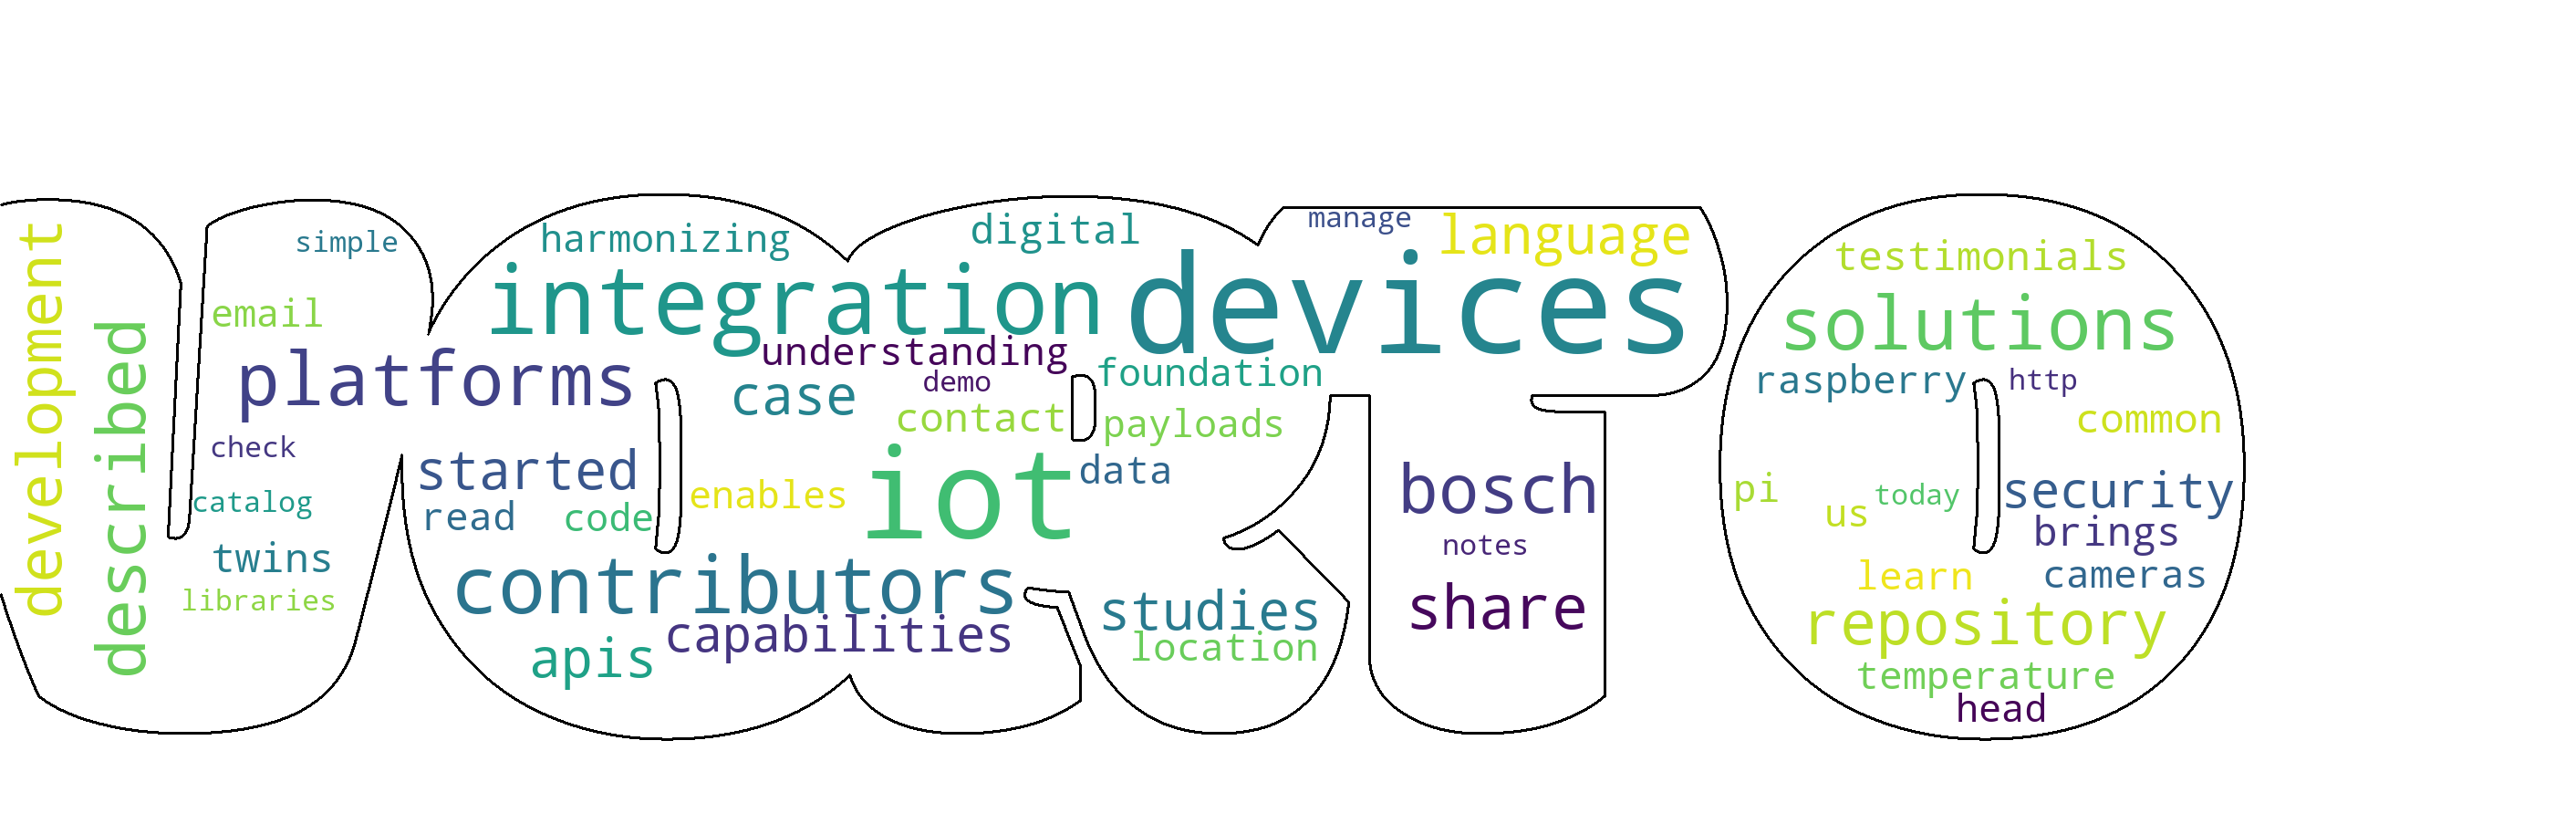 development
described
simple
email
platforms
check
catalog
twins
libraries
harmonizing
digital
integration
devices
manage
language
understanding
demo
case
contact
foundation
payloads
started
read
code
enables
iot
data
contributors
capabilities
apis
studies
location
bosch
notes
share
testimonials
solutions
raspberry
http
common
pi
us
today
security
brings
learn
cameras
repository
temperature
head